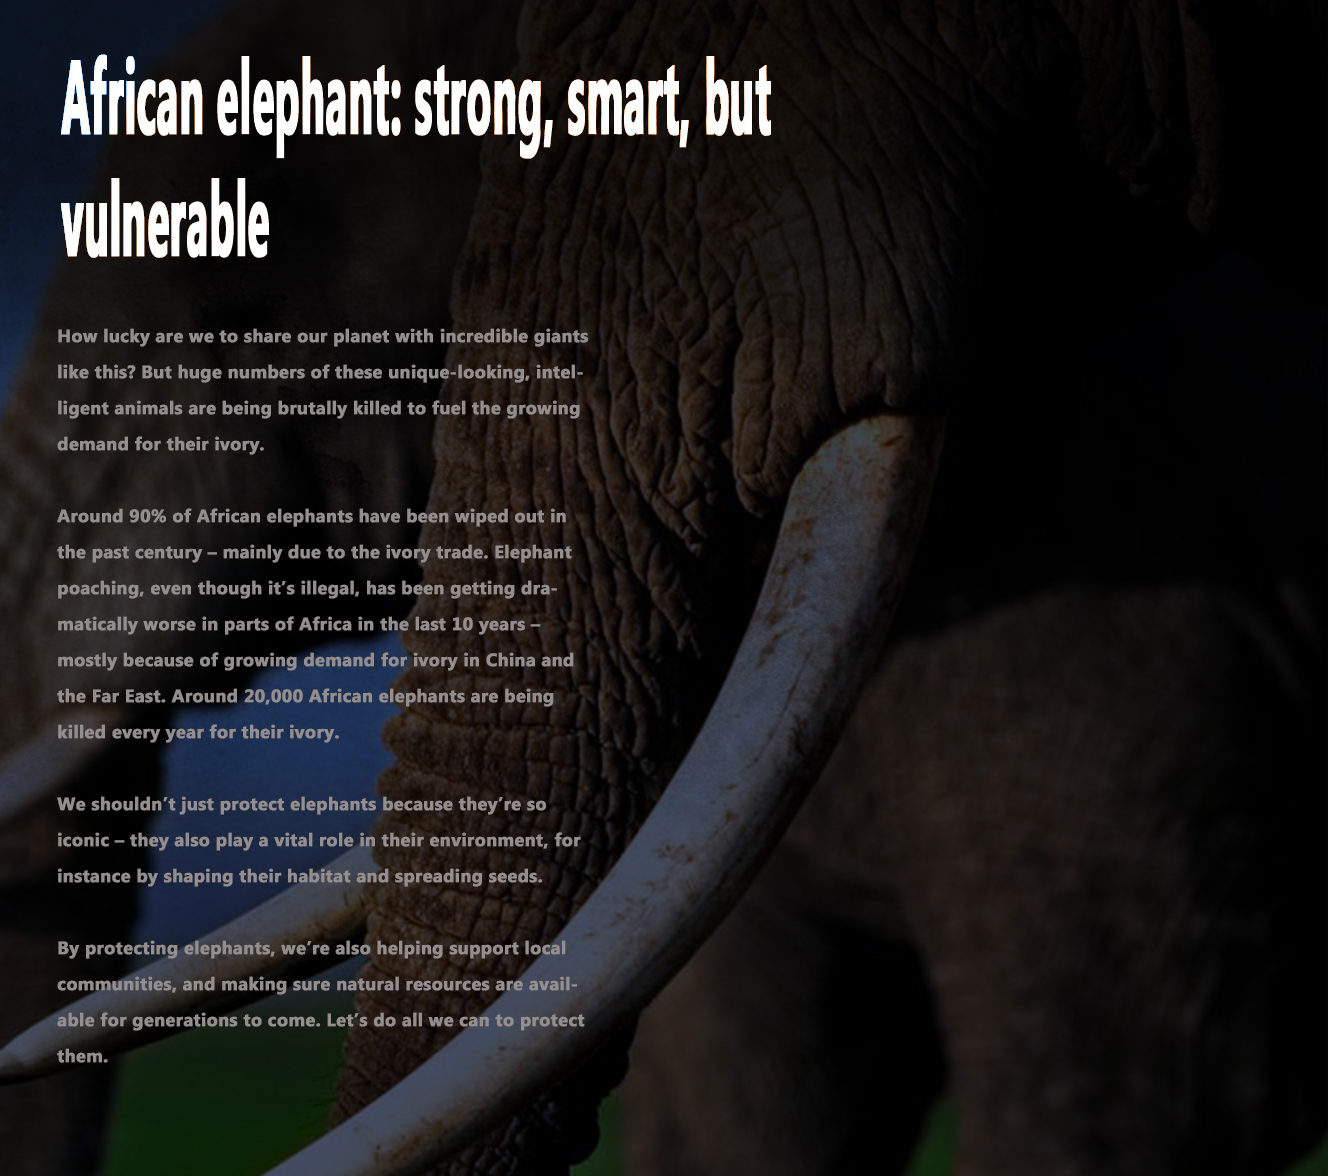 African elephant: strong, smart, but
vulnerable
How lucky are we to share our planet with incredible giants
like this? But huge numbers of these unique-looking, intel-
ligent animals are being brutally killed to fuel the growing
demand for their ivory.
Around 90% of African elephants have been wiped out in
the past century – mainly due to the ivory trade. Elephant
poaching, even though it’s illegal, has been getting dra-
matically worse in parts of Africa in the last 10 years –
mostly because of growing demand for ivory in China and
the Far East. Around 20,000 African elephants are being
killed every year for their ivory.
We shouldn’t just protect elephants because they’re so
iconic – they also play a vital role in their environment, for
instance by shaping their habitat and spreading seeds.
By protecting elephants, we’re also helping support local
communities, and making sure natural resources are avail-
able for generations to come. Let’s do all we can to protect
them.